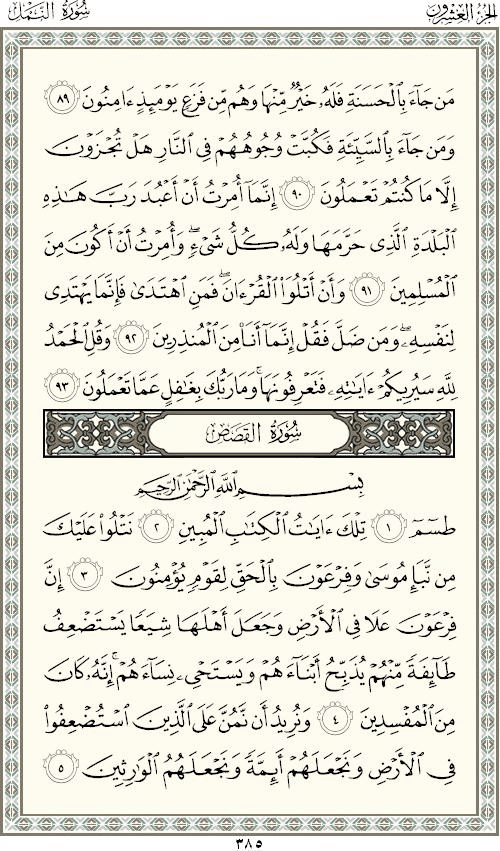 الجزء العشرون سورة النمل
مَن جَآءَ بِٱلْحَسَنَةِ فَلَهُۥ خَيْرٌ مِّنْهَا وَهُم مِّن فَزَعٍ يَوْمَئِذٍ ءَامِنُونَ ٨٩
وَمَن جَآءَ بِٱلسَّيِّئَةِ فَكُبَّتْ وُجُوهُهُمْ فِى ٱلنَّارِ هَلْ تُجْزَوْنَ
إِلَّا مَا كُنتُمْ تَعْمَلُونَ ٩٠ إِنَّمَآ أُمِرْتُ أَنْ أَعْبُدَ رَبَّ هَٰذِهِ
ٱلْبَلْدَةِ ٱلَّذِى حَرَّمَهَا وَلَهُۥ كُلُّ شَىْءٍ ۖ وَأُمِرْتُ أَنْ أَكُونَ مِنَ
ٱلْمُسْلِمِينَ ٩١ وَأَنْ أَتْلُوَا۟ ٱلْقُرْءَانَ ۖ فَمَنِ ٱهْتَدَىٰ فَإِنَّمَا يَهْتَدِى
لِنَفْسِهِۦ ۖ وَمَن ضَلَّ فَقُلْ إِنَّمَآ أَنَا۠ مِنَ ٱلْمُنذِرِينَ ٩٢ وَقُلِ ٱلْحَمْدُ
لِلَّهِ سَيُرِيكُمْ ءَايَٰتِهِۦ فَتَعْرِفُونَهَا ۚ وَمَا رَبُّكَ بِغَٰفِلٍ عَمَّا تَعْمَلُونَ ٩٣
سُورَةُ القَصَصِ
بِسْمِ ٱللَّهِ ٱلرَّحْمَٰنِ ٱلرَّحِيمِ
طسٓمٓ ١ تِلْكَ ءَايَٰتُ ٱلْكِتَٰبِ ٱلْمُبِينِ ٢ نَتْلُوا۟ عَلَيْكَ
مِن نَّبَإِ مُوسَىٰ وَفِرْعَوْنَ بِٱلْحَقِّ لِقَوْمٍ يُؤْمِنُونَ ٣ إِنَّ
فِرْعَوْنَ عَلَا فِى ٱلْأَرْضِ وَجَعَلَ أَهْلَهَا شِيَعًا يَسْتَضْعِفُ
طَآئِفَةً مِّنْهُمْ يُذَبِّحُ أَبْنَآءَهُمْ وَيَسْتَحْىِۦ نِسَآءَهُمْ ۚ إِنَّهُۥ كَانَ
مِنَ ٱلْمُفْسِدِينَ ٤ وَنُرِيدُ أَن نَّمُنَّ عَلَى ٱلَّذِينَ ٱسْتُضْعِفُوا۟
فِى ٱلْأَرْضِ وَنَجْعَلَهُمْ أَئِمَّةً وَنَجْعَلَهُمُ ٱلْوَٰرِثِينَ ٥
٣٨٥